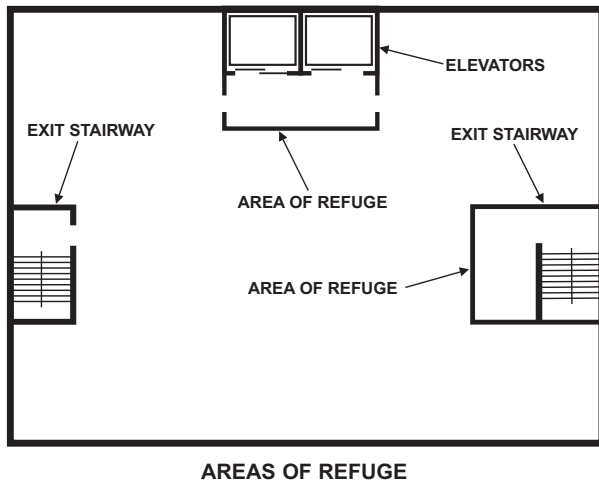 ELEVATORS
EXIT STAIRWAY
EXIT STAIRWAY
AREA OF REFUGE
AREA OF REFUGE
AREAS OF REFUGE